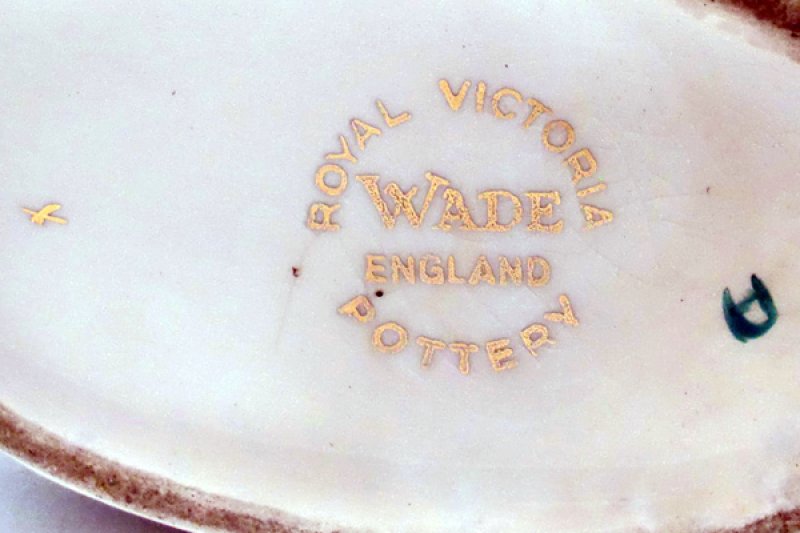 ROYAL VICTORIA
WADE
ENGLAND
POTTERY
D